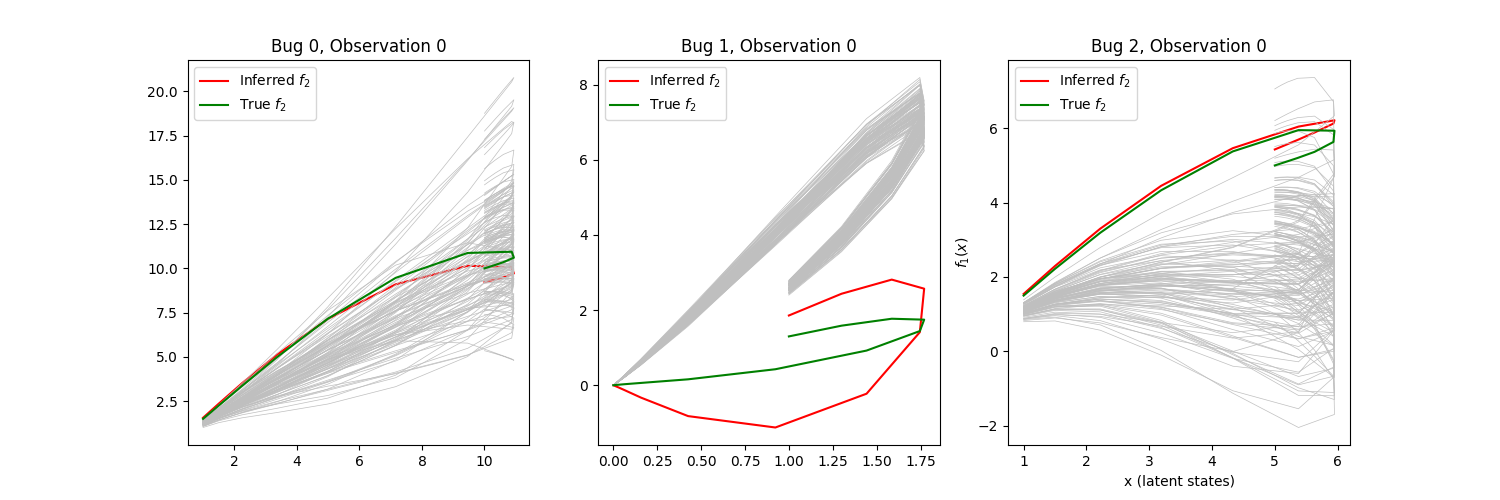 Bug 0, Observation 0
Inferred f₂
True f₂
20.0
17.5
15.0
12.5
10.0
7.5
5.0
2.5
2 4 6 8 10
Bug 1, Observation 0
Inferred f₂
True f₂
8
6
4
2
0
0.00 0.25 0.50 0.75 1.00 1.25 1.50 1.75
Bug 2, Observation 0
Inferred f₂
True f₂
f₁(x)
6
4
2
0
−2
1 2 3 4 5 6
x (latent states)